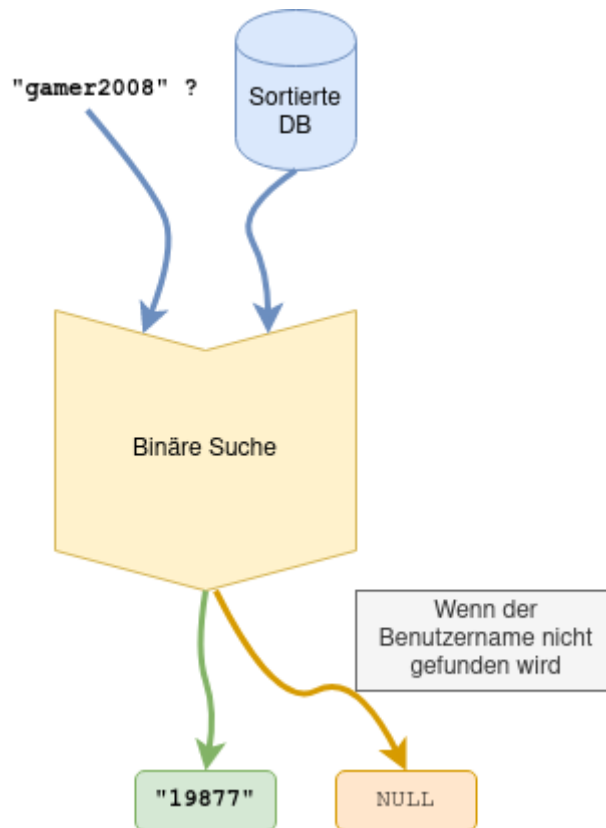 "gamer2008" ?
Sortierte
DB
Binäre Suche
Wenn der
Benutzername nicht
gefunden wird
"19877"
NULL